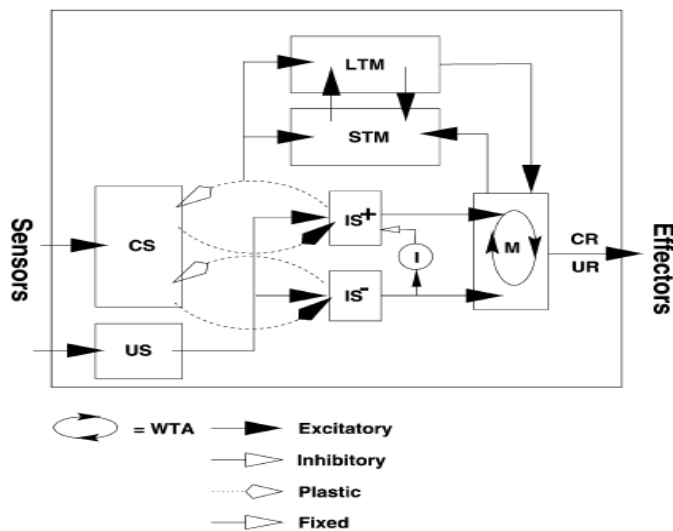 LTM
STM
Sensors
CS
US
IS+
IS-
I
M
CR
UR
Effectors
= WTA
Excitatory
Inhibitory
Plastic
Fixed